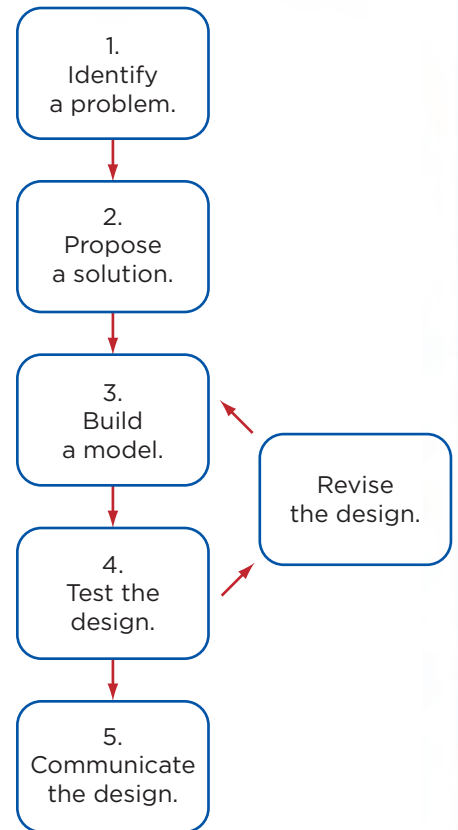 1.
Identify
a problem.
2.
Propose
a solution.
3.
Build
a model.
Revise
the design.
4.
Test the
design.
5.
Communicate
the design.